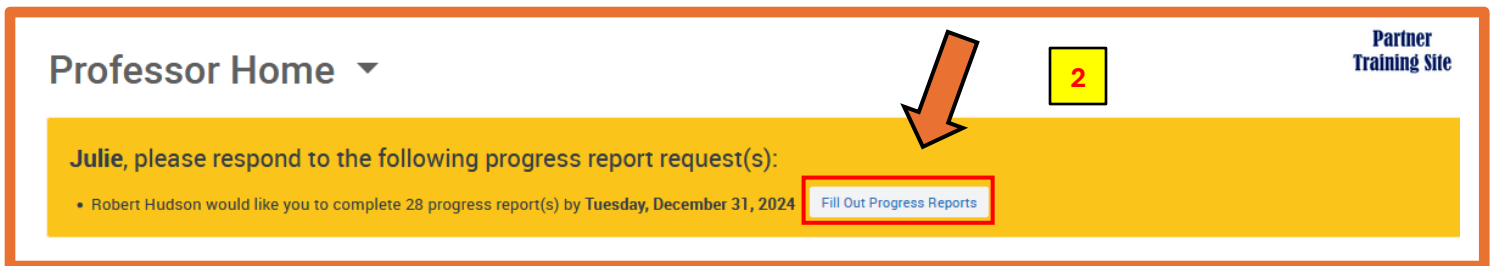 Partner
Training Site
Professor Home
2
Julie, please respond to the following progress report request(s):
• Robert Hudson would like you to complete 28 progress report(s) by Tuesday, December 31, 2024 Fill Out Progress Reports